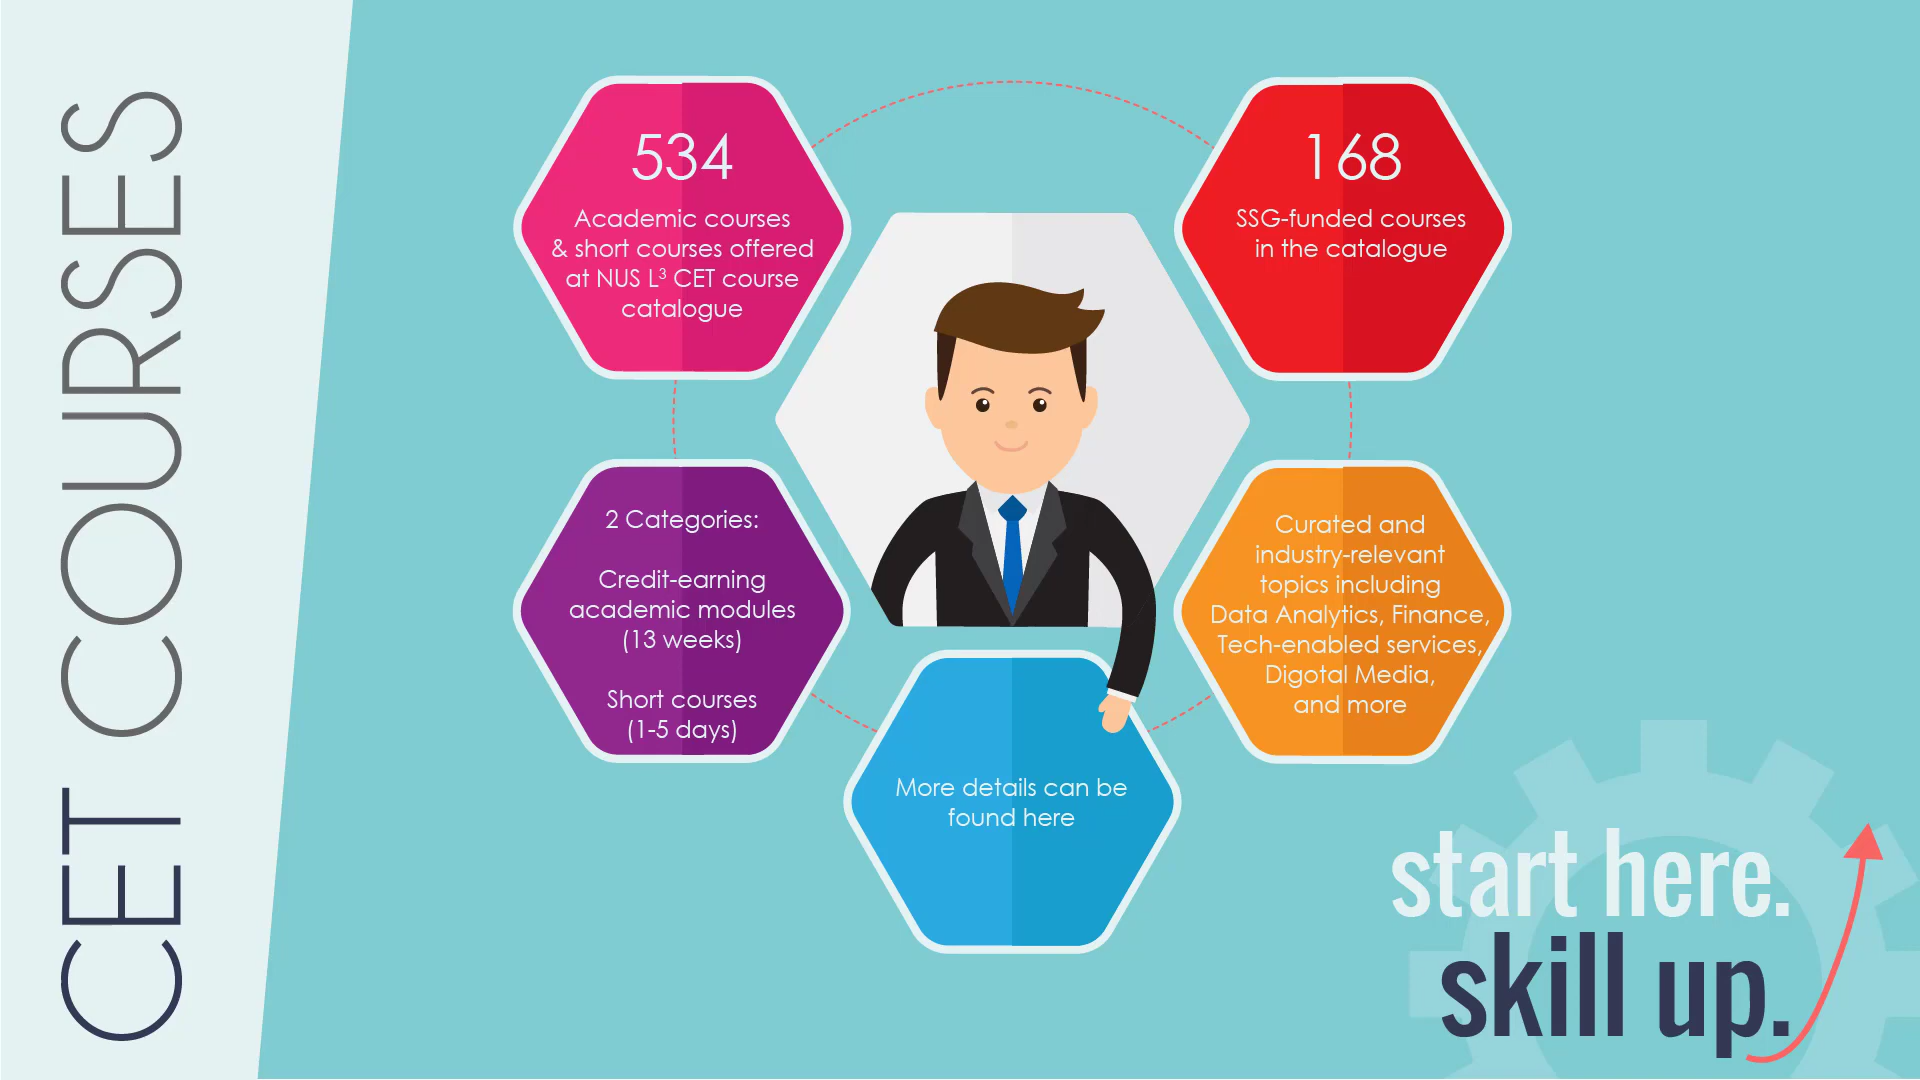 CET COURSES
534
Academic courses
& short courses offered
at NUS L³ CET course
catalogue
168
SSG-funded courses
in the catalogue
2 Categories:
Credit-earning
academic modules
(13 weeks)
Short courses
(1-5 days)
Curated and
industry-relevant
topics including
Data Analytics, Finance,
Tech-enabled services,
Digotal Media,
and more
More details can be
found here
start here.
skill up.